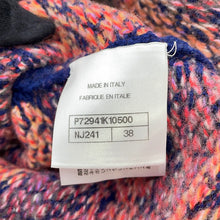 MADE IN ITALY
FABRIQUE EN ITALIE
P72941K10500
NJ241 38